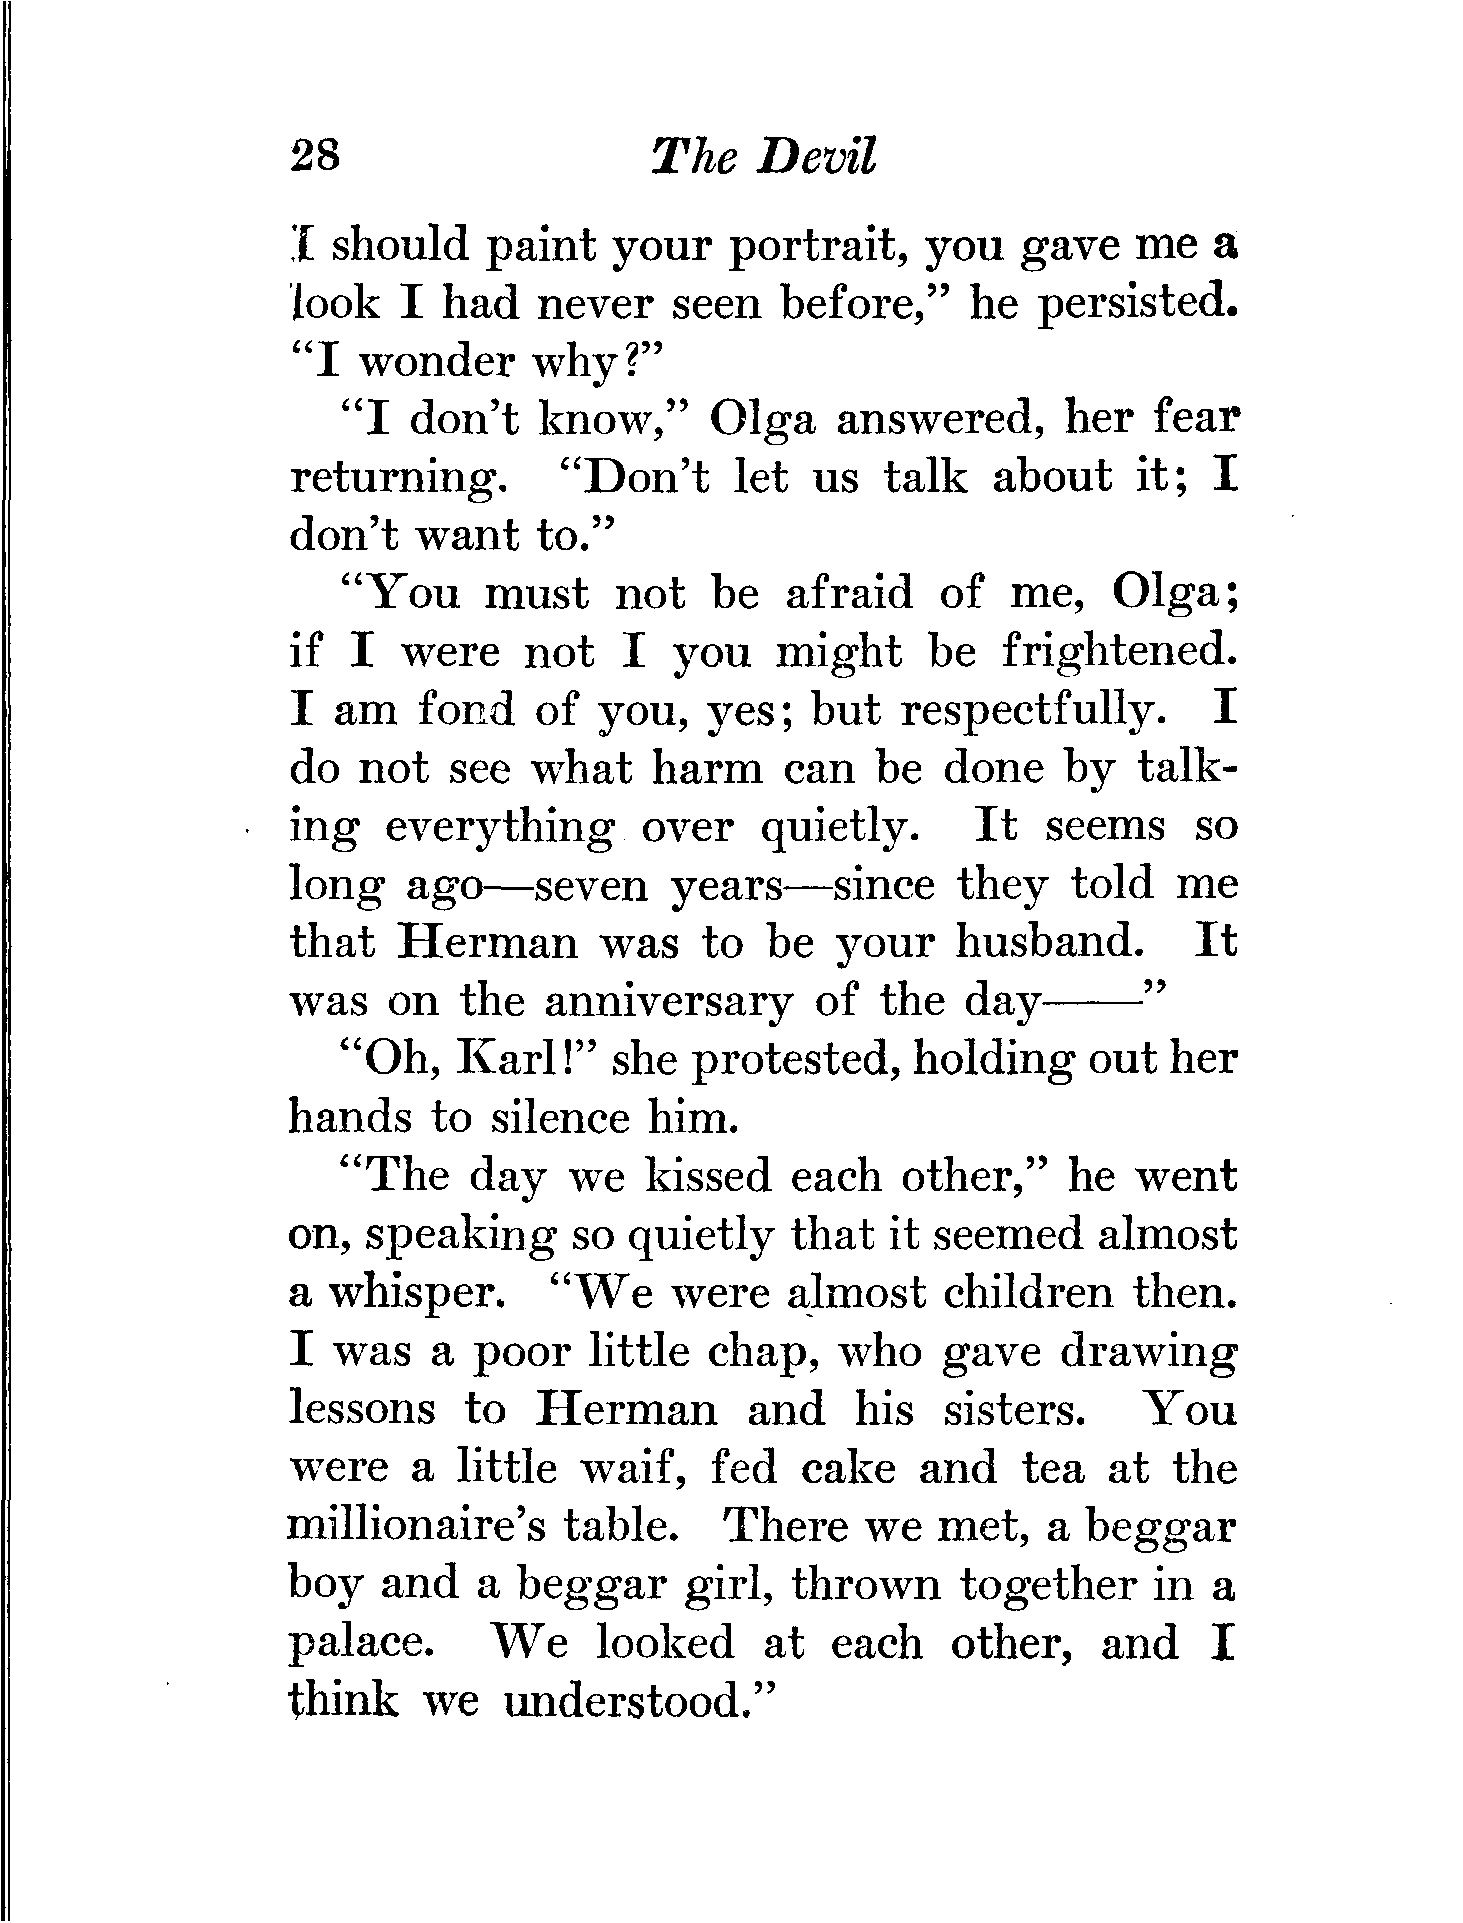 28 The Devil
I should paint your portrait, you gave me a
look I had never seen before,” he persisted.
“I wonder why?”
“I don’t know,” Olga answered, her fear
returning. “Don’t let us talk about it; I
don’t want to.”
“You must not be afraid of me, Olga;
if I were not I you might be frightened.
I am fond of you, yes; but respectfully. I
do not see what harm can be done by talk-
ing everything over quietly. It seems so
long ago—seven years—since they told me
that Herman was to be your husband. It
was on the anniversary of the day——”
“Oh, Karl!” she protested, holding out her
hands to silence him.
“The day we kissed each other,” he went
on, speaking so quietly that it seemed almost
a whisper. “We were almost children then.
I was a poor little chap, who gave drawing
lessons to Herman and his sisters. You
were a little waif, fed cake and tea at the
millionaire’s table. There we met, a beggar
boy and a beggar girl, thrown together in a
palace. We looked at each other, and I
think we understood.”